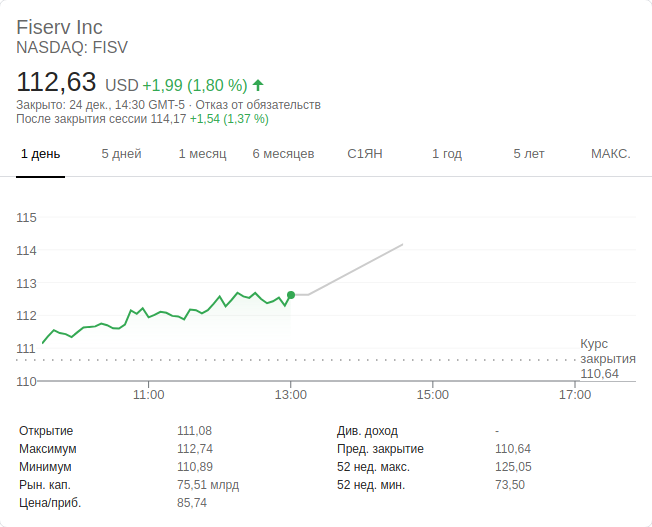 Fiserv Inc
NASDAQ: FISV
112,63 USD +1,99 (1,80 %)
Закрыто: 24 дек., 14:30 GMT-5 · Отказ от обязательств
После закрытия сессии 114,17 +1,54 (1,37 %)
1 день 5 дней 1 месяц 6 месяцев С1ЯН 1 год 5 лет МАКС.
115
114
113
112
111
110
Курс
закрытия
110,64
11:00 13:00 15:00 17:00
Открытие 111,08
Максимум 112,74
Минимум 110,89
Рын. кап. 75,51 млрд
Цена/приб. 85,74
Див. доход -
Пред. закрытие 110,64
52 нед. макс. 125,05
52 нед. мин. 73,50